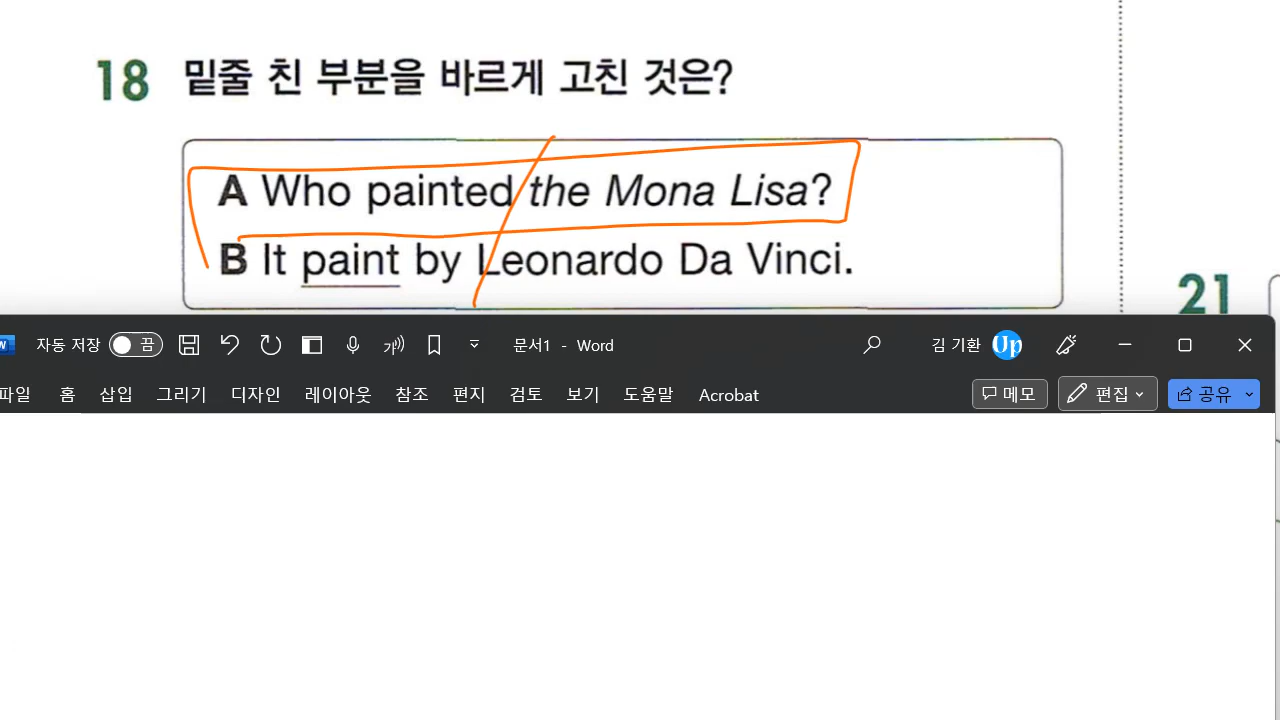 18 밑줄 친 부분을 바르게 고친 것은?
A Who painted the Mona Lisa?
B It paint by Leonardo Da Vinci.
21
자동 저장 끔 가)) 문서1 - Word 김 기환 Up
파일 홈 삽입 그리기 디자인 레이아웃 참조 편지 검토 보기 도움말 Acrobat 메모 편집 공유